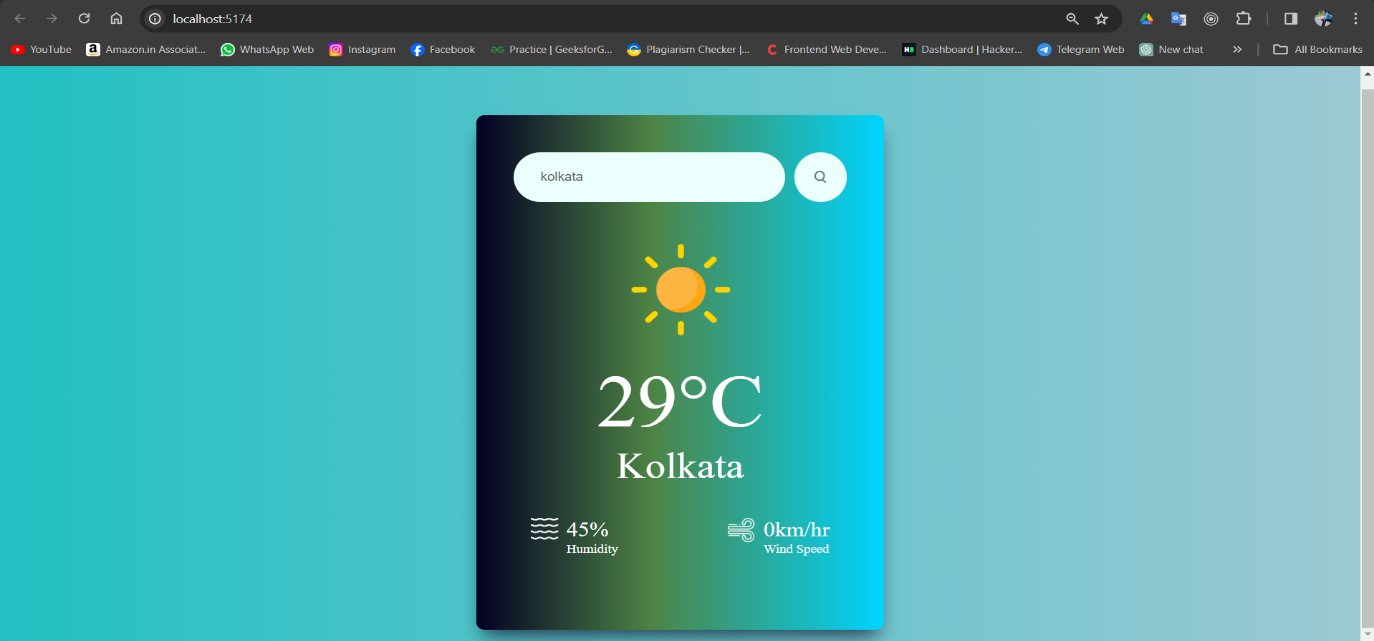 localhost:5174
YouTube Amazon.in Associat... WhatsApp Web Instagram Facebook Practice | GeeksforG... Plagiarism Checker |... Frontend Web Deve... Dashboard | Hacker... Telegram Web New chat » All Bookmarks
kolkata
29°C
Kolkata
45% 0km/hr
Humidity Wind Speed